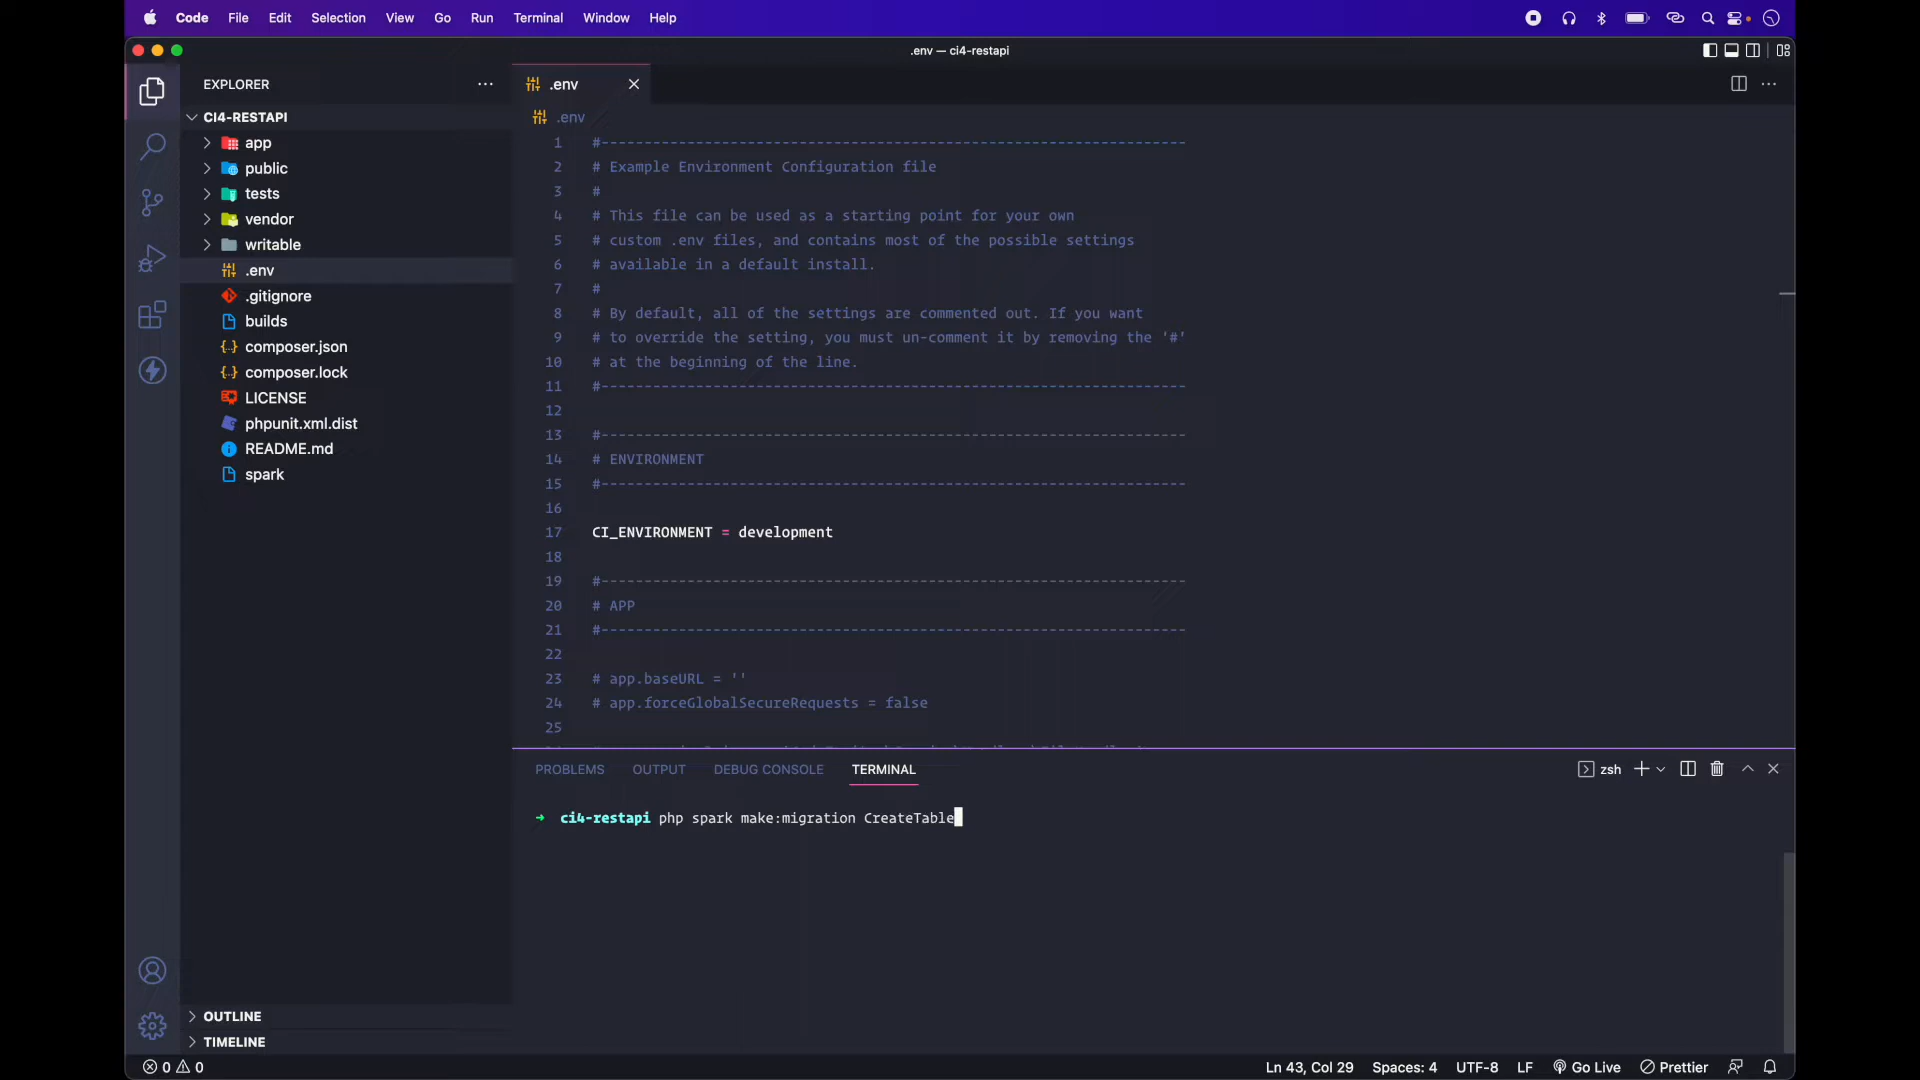 Code File Edit Selection View Go Run Terminal Window Help
.env — ci4-restapi
EXPLORER
.env
CI4-RESTAPI
.env
app
public
tests
vendor
writable
.env
.gitignore
builds
composer.json
composer.lock
LICENSE
phpunit.xml.dist
README.md
spark
OUTLINE
TIMELINE
1 #--------------------------------------------------------------------
2 # Example Environment Configuration file
3 #
4 # This file can be used as a starting point for your own
5 # custom .env files, and contains most of the possible settings
6 # available in a default install.
7 #
8 # By default, all of the settings are commented out. If you want
9 # to override the setting, you must un-comment it by removing the '#'
10 # at the beginning of the line.
11 #--------------------------------------------------------------------
12
13 #--------------------------------------------------------------------
14 # ENVIRONMENT
15 #--------------------------------------------------------------------
16
17 CI_ENVIRONMENT = development
18
19 #--------------------------------------------------------------------
20 # APP
21 #--------------------------------------------------------------------
22
23 # app.baseURL = ''
24 # app.forceGlobalSecureRequests = false
25
PROBLEMS OUTPUT DEBUG CONSOLE TERMINAL
zsh
→ ci4-restapi php spark make:migration CreateTable
0 0
Ln 43, Col 29 Spaces: 4 UTF-8 LF Go Live Prettier